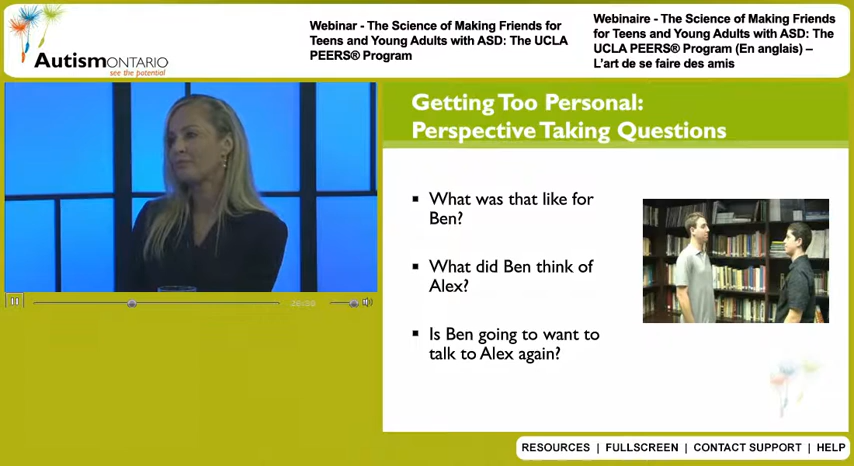 AutismONTARIO
see the potential
Webinar - The Science of Making Friends for
Teens and Young Adults with ASD: The UCLA
PEERS® Program
Webinaire - The Science of Making Friends
for Teens and Young Adults with ASD: The
UCLA PEERS® Program (En anglais) –
L'art de se faire des amis
Getting Too Personal:
Perspective Taking Questions
What was that like for
Ben?
What did Ben think of
Alex?
Is Ben going to want to
talk to Alex again?
RESOURCES | FULLSCREEN | CONTACT SUPPORT | HELP